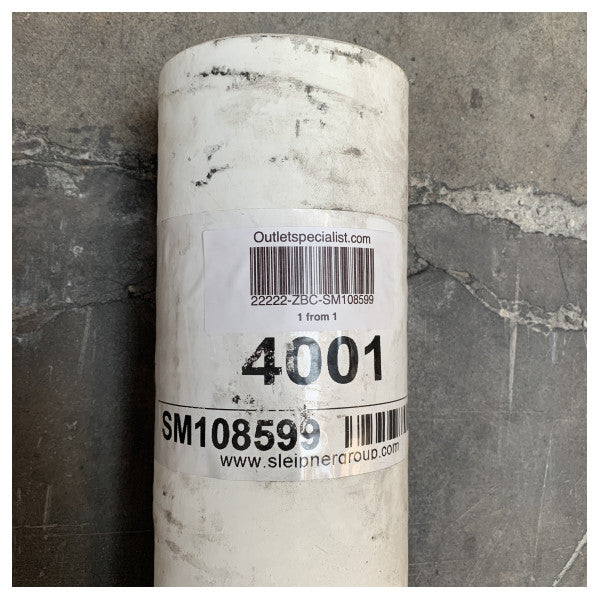 Outletspecialist.com
22222-ZBC-SM108599
1 from 1
4001
SM108599
www.sleipnergroup.com